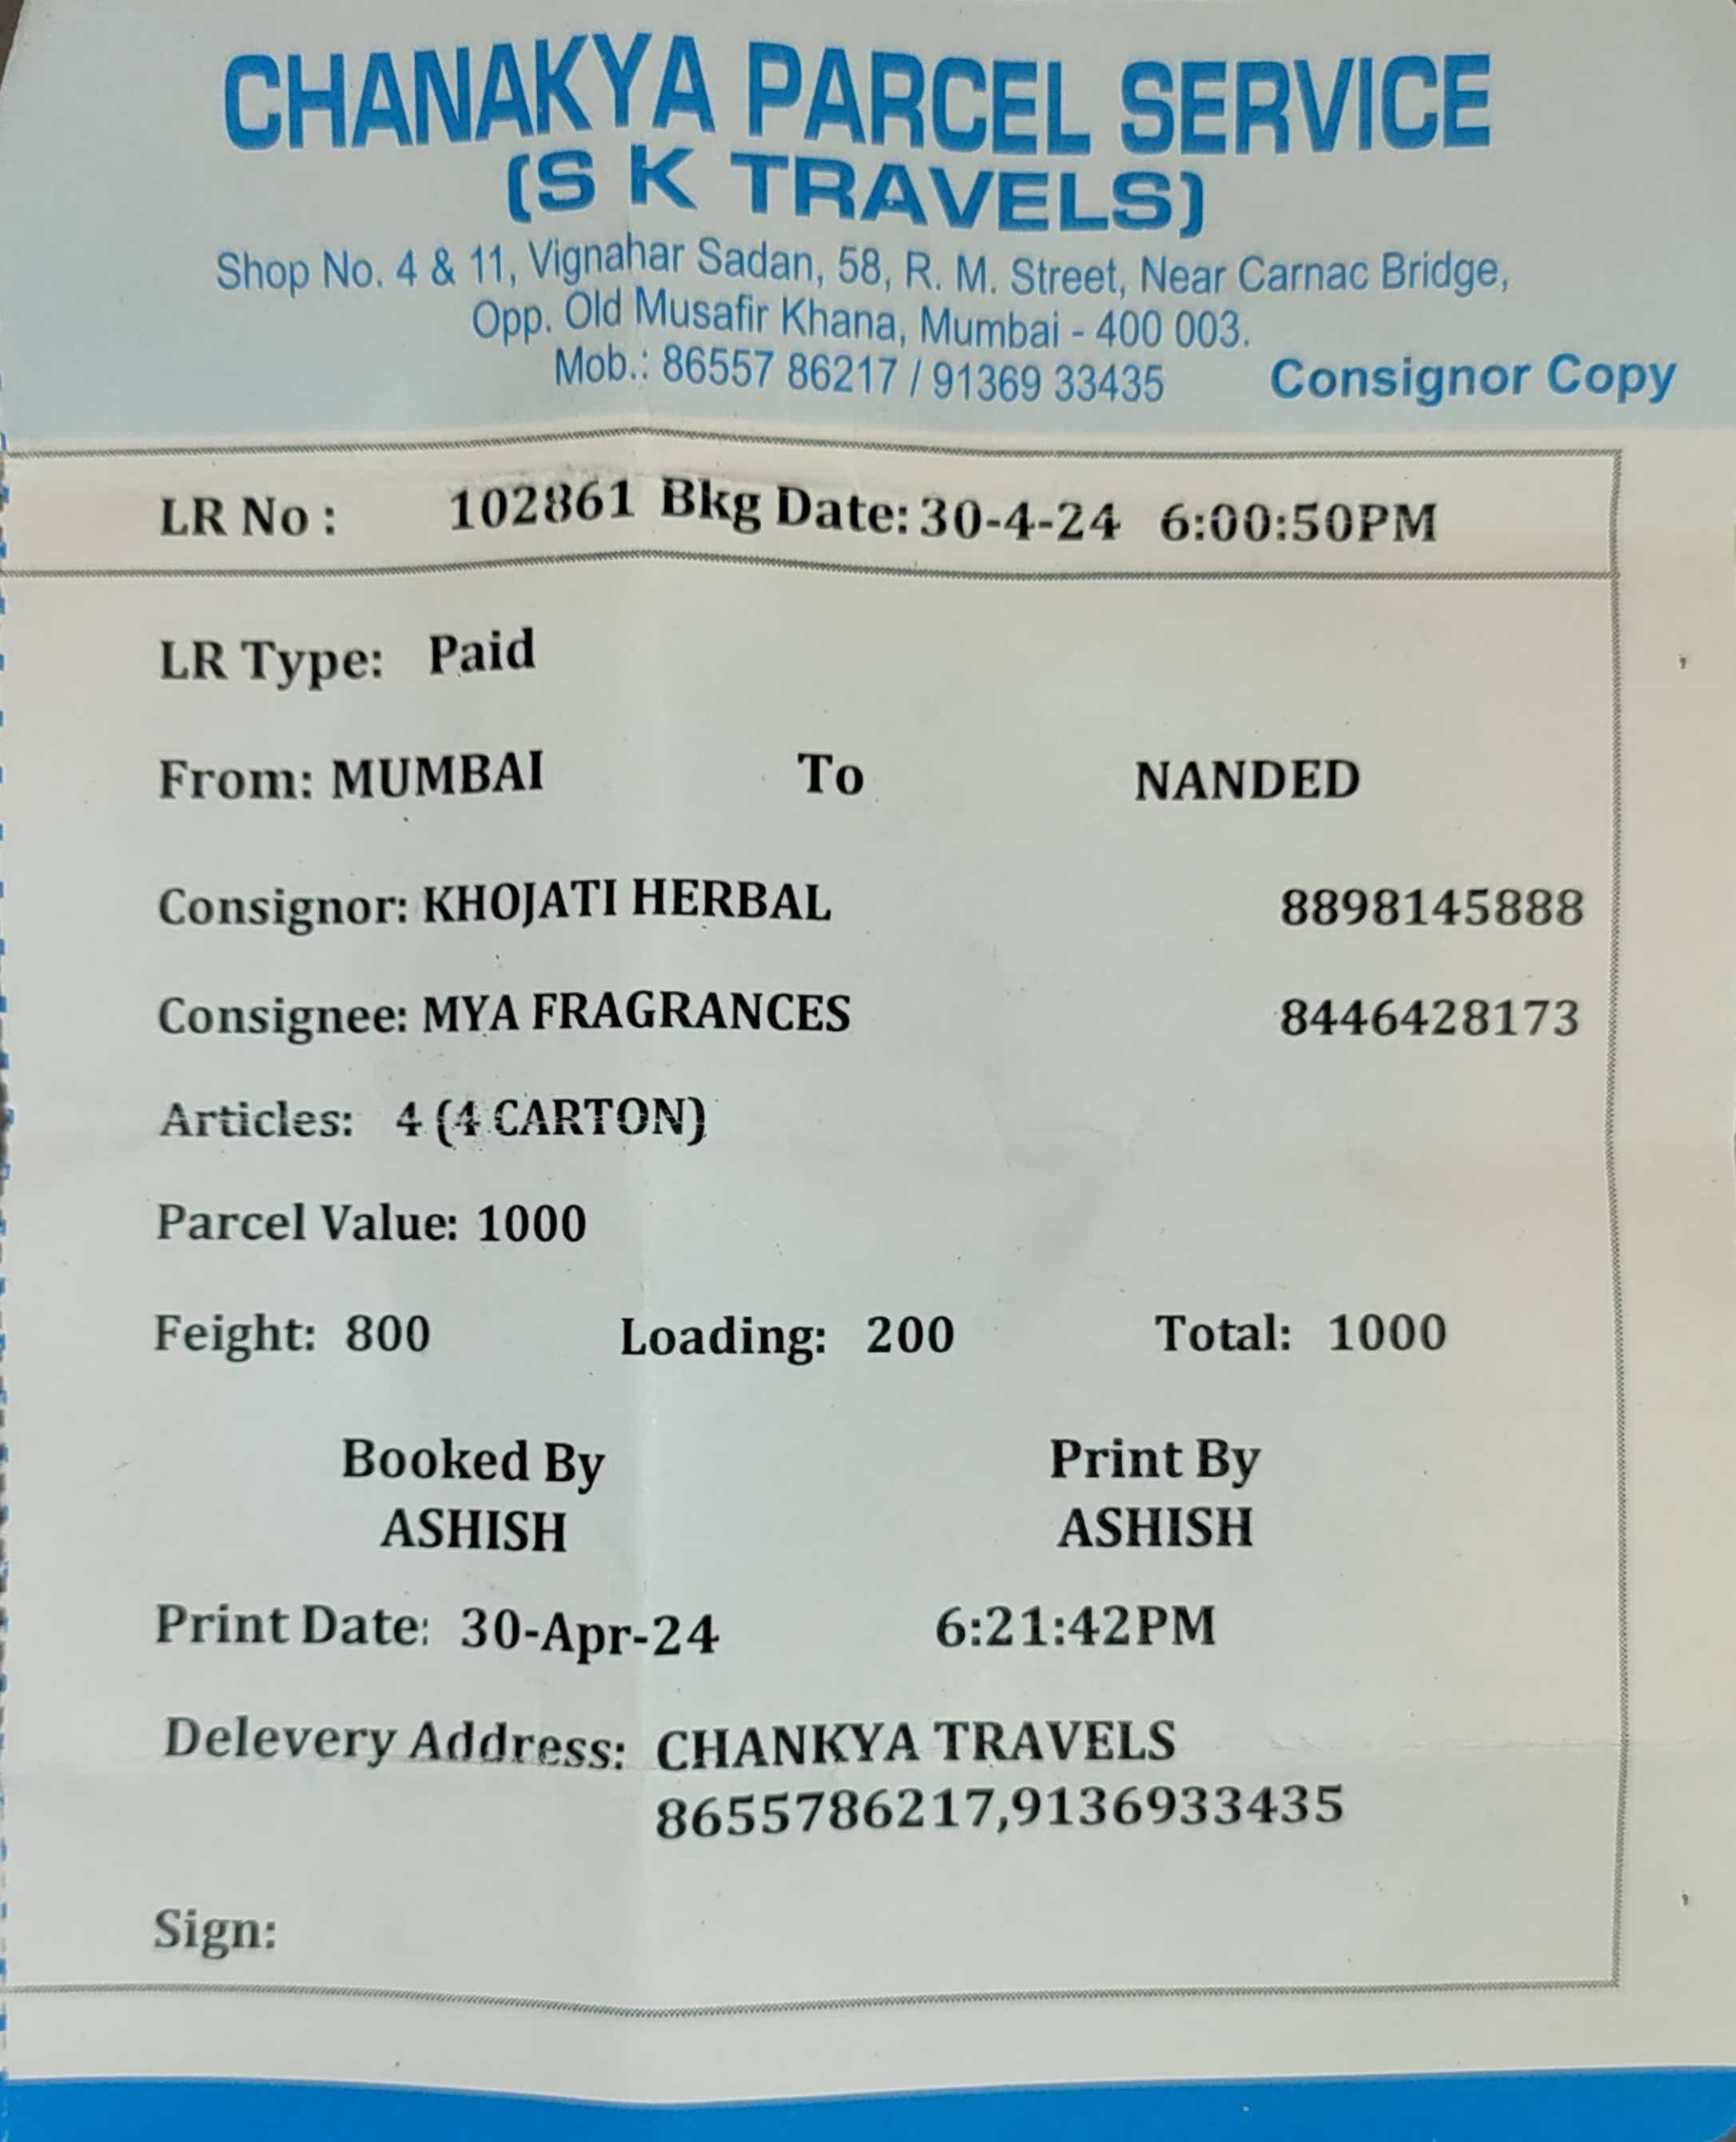 CHANAKYA PARCEL SERVICE
(S K TRAVELS)
Shop No. 4 & 11, Vignahar Sadan, 58, R. M. Street, Near Carnac Bridge,
Opp. Old Musafir Khana, Mumbai - 400 003.
Mob.: 86557 86217 / 91369 33435 Consignor Copy
LR No : 102861 Bkg Date: 30-4-24 6:00:50PM
LR Type: Paid
From: MUMBAI To NANDED
Consignor: KHOJATI HERBAL 8898145888
Consignee: MYA FRAGRANCES 8446428173
Articles: 4 (4 CARTON)
Parcel Value: 1000
Feight: 800 Loading: 200 Total: 1000
Booked By Print By
ASHISH ASHISH
Print Date: 30-Apr-24 6:21:42PM
Delevery Address: CHANKYA TRAVELS
8655786217,9136933435
Sign: